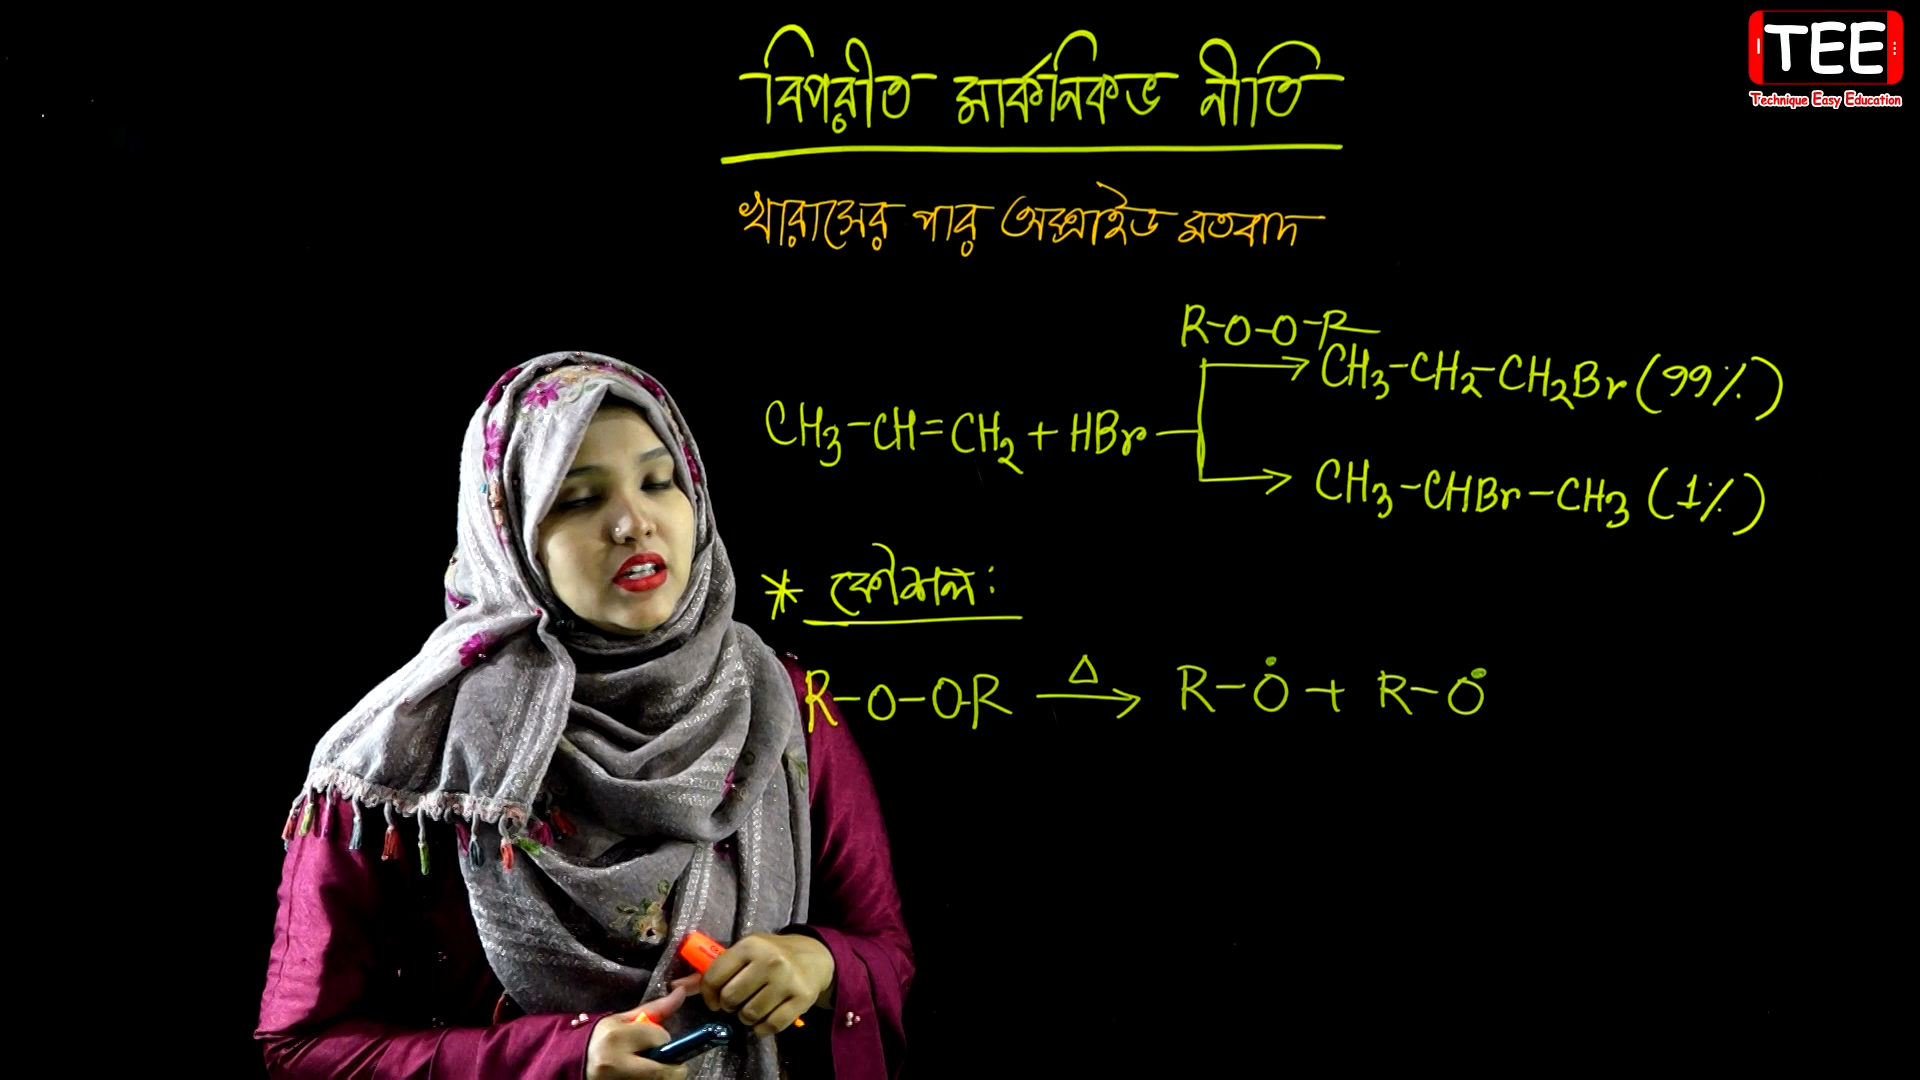 TEE
Technique Easy Education
বিপরীত মার্কনিকভ নীতি
খারাসের পার অক্সাইড মতবাদ
R-O-O-R
CH3-CH2-CH2Br (99%)
CH3-CH=CH2 + HBr
CH3-CHBr-CH3 (1%)
* কৌশল:
R-O-OR Δ→ R-Ȯ + R-Ȯ